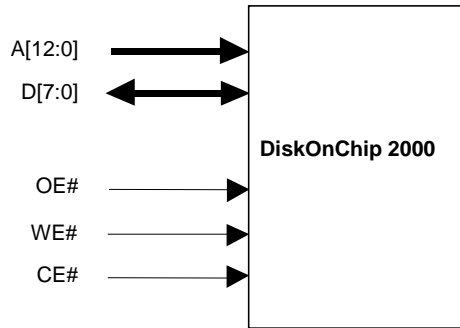 A[12:0]
D[7:0]
DiskOnChip 2000
OE#
WE#
CE#